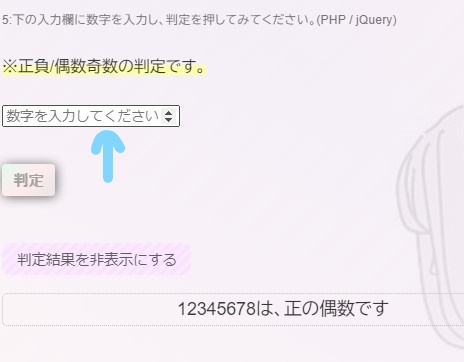 5:下の入力欄に数字を入力し、判定を押してみてください。(PHP / jQuery)
※正負/偶数奇数の判定です。
数字を入力してください
判定
判定結果を非表示にする
12345678は、正の偶数です